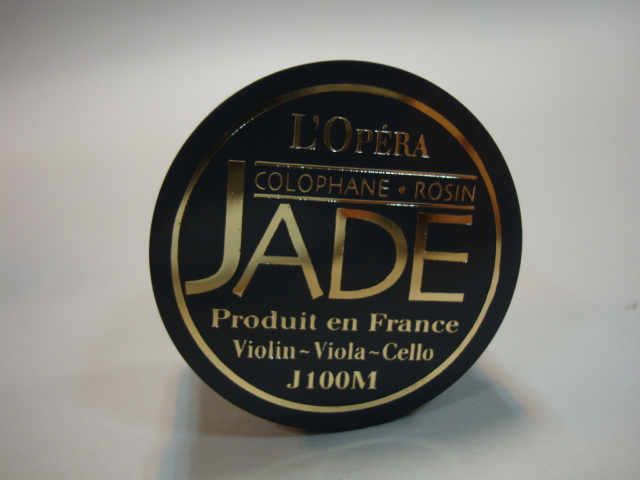 L'OPÉRA
COLOPHANE • ROSIN
JADE
Produit en France
Violin~Viola~Cello
J100M